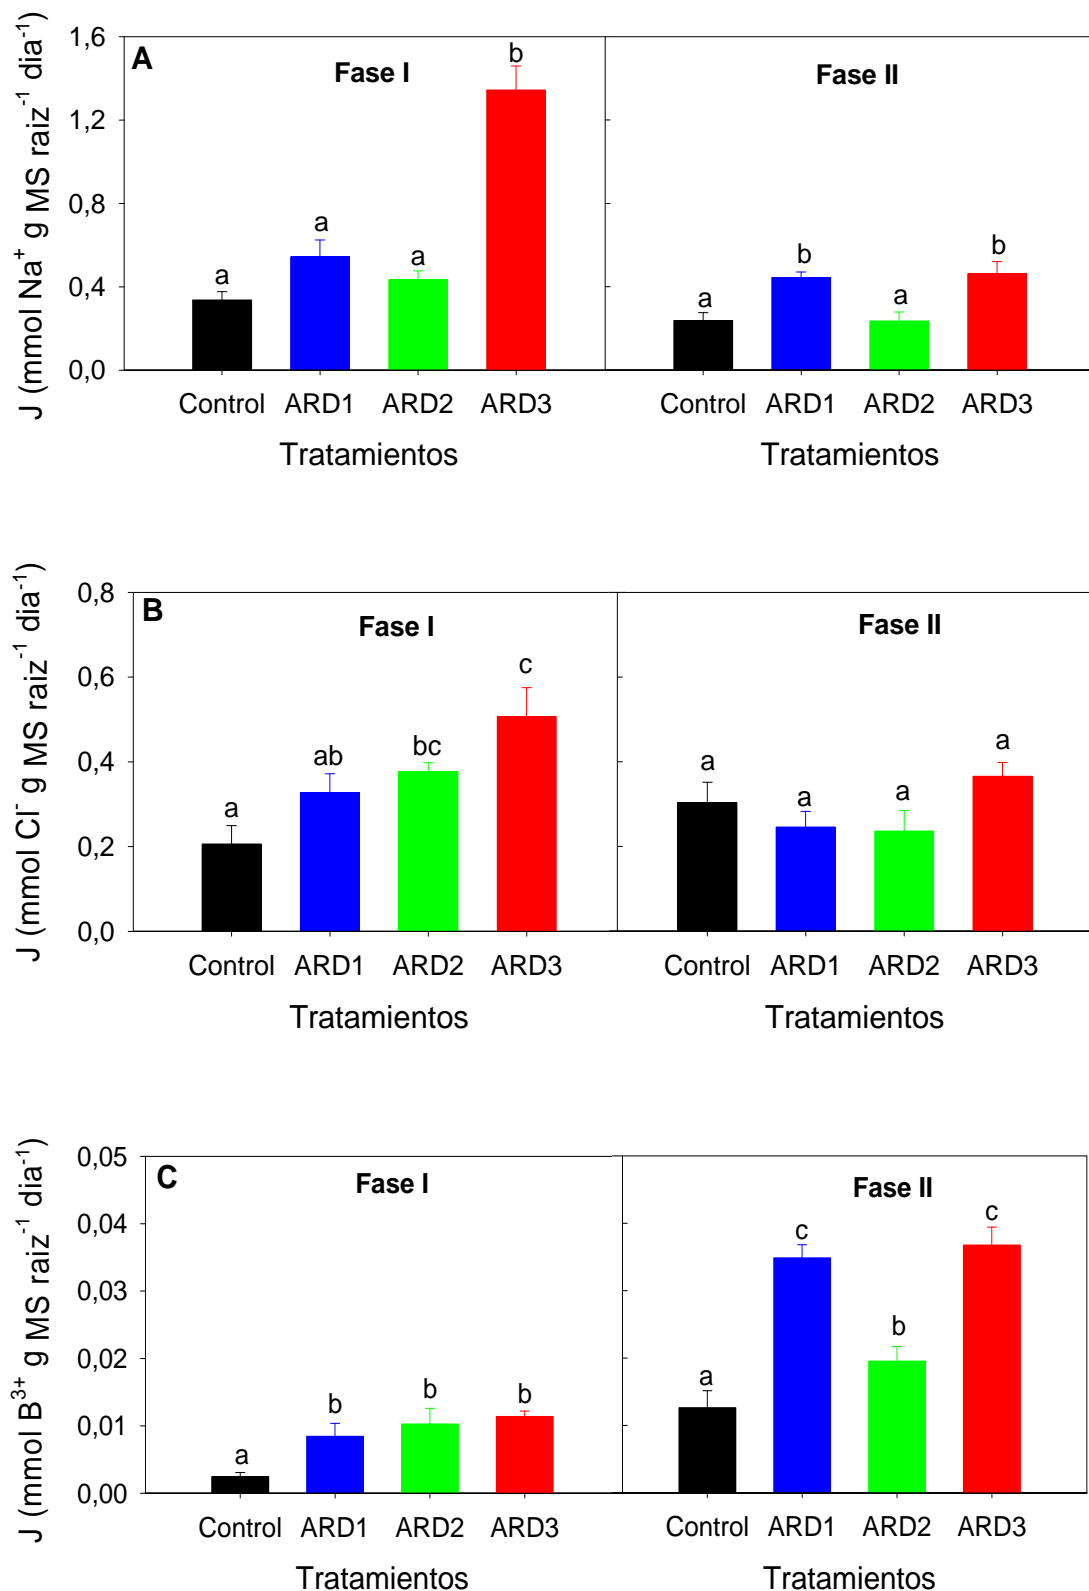 J (mmol Na⁺ g MS raiz⁻¹ dia⁻¹)
A
Fase I
Fase II
1,6
1,2
0,8
0,4
0,0
a
a
a
b
a
b
a
b
Control ARD1 ARD2 ARD3
Control ARD1 ARD2 ARD3
Tratamientos
Tratamientos
J (mmol Cl⁻ g MS raiz⁻¹ dia⁻¹)
B
Fase I
Fase II
0,8
0,6
0,4
0,2
0,0
a
ab
bc
c
a
a
a
a
Control ARD1 ARD2 ARD3
Control ARD1 ARD2 ARD3
Tratamientos
Tratamientos
J (mmol B³⁺ g MS raiz⁻¹ dia⁻¹)
C
Fase I
Fase II
0,05
0,04
0,03
0,02
0,01
0,00
a
b
b
b
a
c
b
c
Control ARD1 ARD2 ARD3
Control ARD1 ARD2 ARD3
Tratamientos
Tratamientos